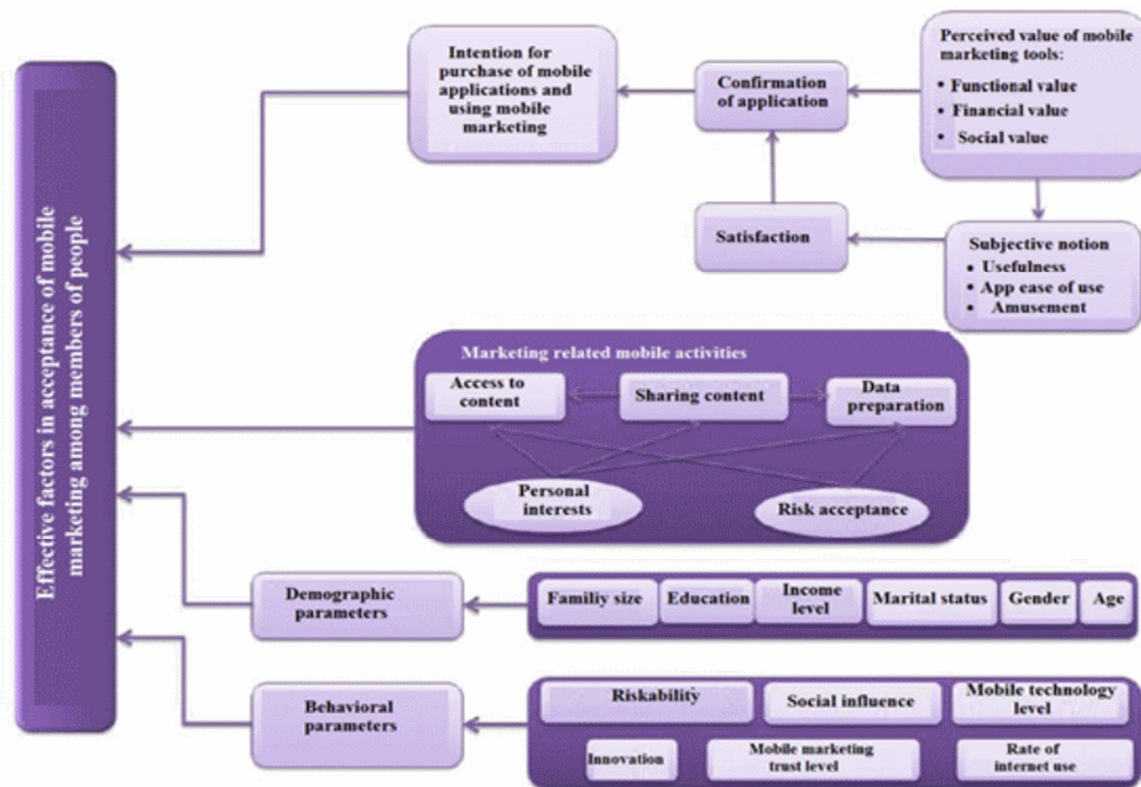 Effective factors in acceptance of mobile
marketing among members of people
Intention for
purchase of mobile
applications and
using mobile
marketing
Confirmation
of application
Perceived value of mobile
marketing tools:
• Functional value
• Financial value
• Social value
Satisfaction
Subjective notion
• Usefulness
• App ease of use
• Amusement
Marketing related mobile activities
Access to
content
Sharing content
Data
preparation
Personal
interests
Risk acceptance
Demographic
parameters
Familiy size
Education
Income
level
Marital status
Gender
Age
Behavioral
parameters
Riskability
Social influence
Mobile technology
level
Innovation
Mobile marketing
trust level
Rate of
internet use